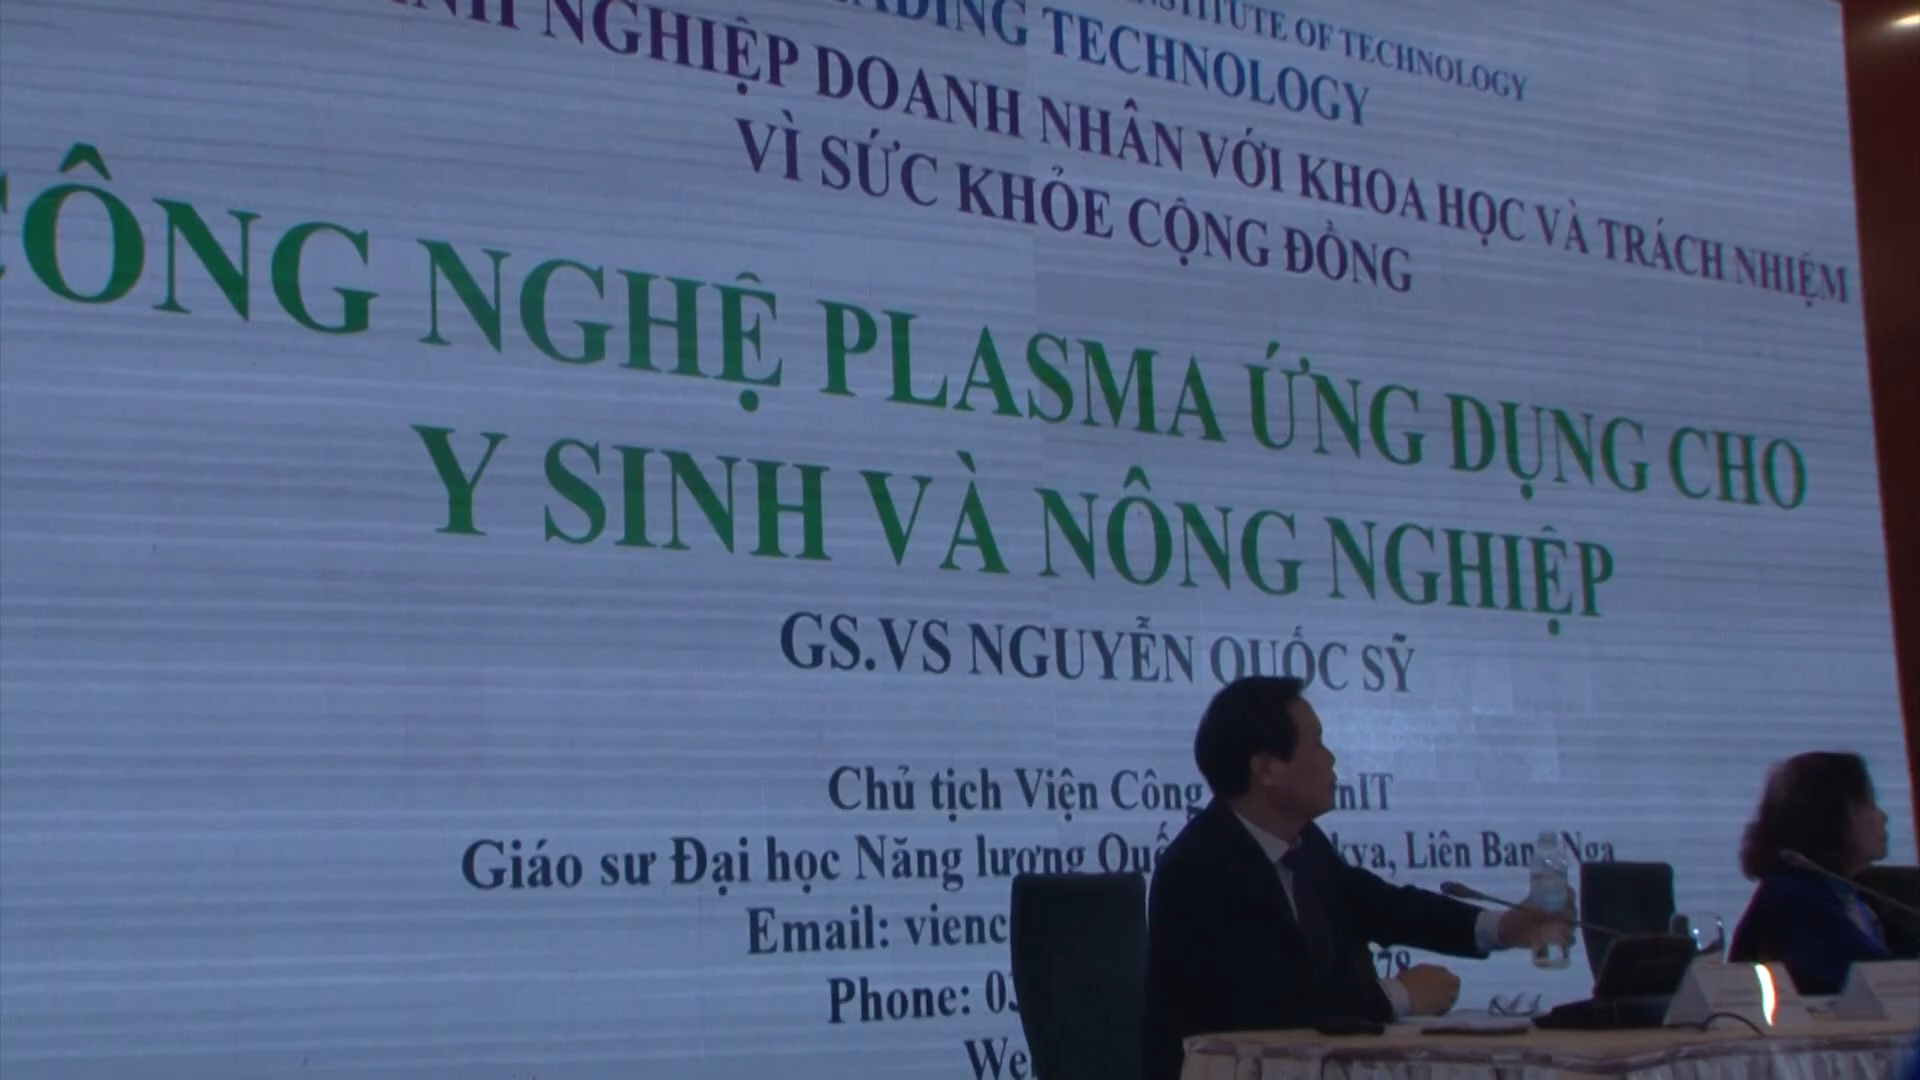 INSTITUTE OF TECHNOLOGY
TECHNOLOGY
NGHIỆP DOANH NHÂN VỚI KHOA HỌC VÀ TRÁCH NHIỆM
VÌ SỨC KHỎE CỘNG ĐỒNG
CÔNG NGHỆ PLASMA ỨNG DỤNG CHO
Y SINH VÀ NÔNG NGHIỆP
GS.VS NGUYỄN QUỐC SỸ
Chủ tịch Viện Công
Giáo sư Đại học Năng lượng Liên Bang Nga
Email:
Phone: